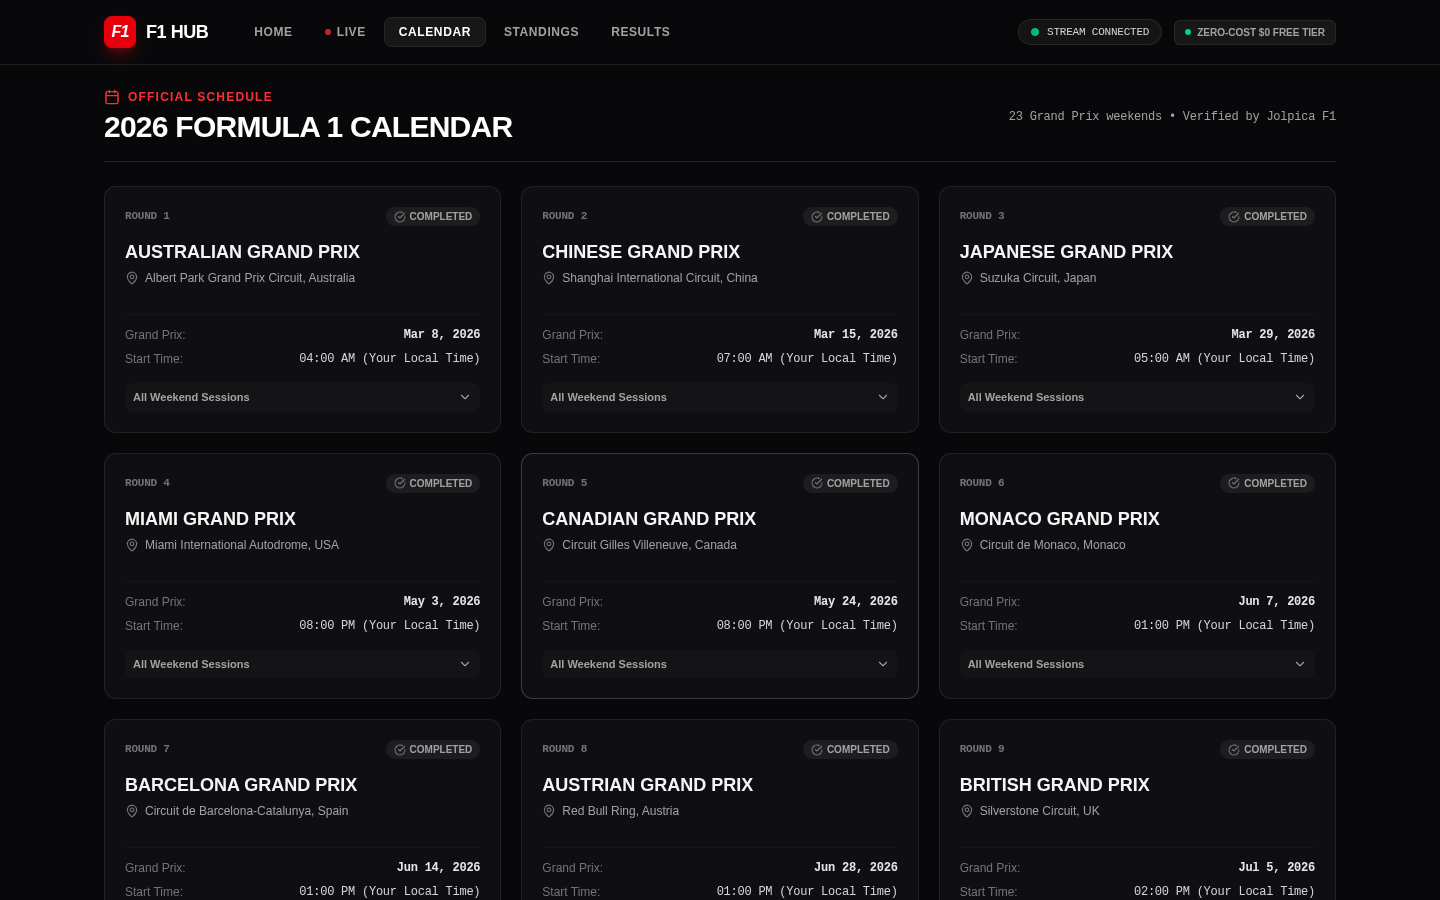 F1 F1 HUB HOME LIVE CALENDAR STANDINGS RESULTS STREAM CONNECTED ZERO-COST $0 FREE TIER
OFFICIAL SCHEDULE
2026 FORMULA 1 CALENDAR
23 Grand Prix weekends • Verified by Jolpica F1
ROUND 1 COMPLETED
AUSTRALIAN GRAND PRIX
Albert Park Grand Prix Circuit, Australia
Grand Prix: Mar 8, 2026
Start Time: 04:00 AM (Your Local Time)
All Weekend Sessions
ROUND 2 COMPLETED
CHINESE GRAND PRIX
Shanghai International Circuit, China
Grand Prix: Mar 15, 2026
Start Time: 07:00 AM (Your Local Time)
All Weekend Sessions
ROUND 3 COMPLETED
JAPANESE GRAND PRIX
Suzuka Circuit, Japan
Grand Prix: Mar 29, 2026
Start Time: 05:00 AM (Your Local Time)
All Weekend Sessions
ROUND 4 COMPLETED
MIAMI GRAND PRIX
Miami International Autodrome, USA
Grand Prix: May 3, 2026
Start Time: 08:00 PM (Your Local Time)
All Weekend Sessions
ROUND 5 COMPLETED
CANADIAN GRAND PRIX
Circuit Gilles Villeneuve, Canada
Grand Prix: May 24, 2026
Start Time: 08:00 PM (Your Local Time)
All Weekend Sessions
ROUND 6 COMPLETED
MONACO GRAND PRIX
Circuit de Monaco, Monaco
Grand Prix: Jun 7, 2026
Start Time: 01:00 PM (Your Local Time)
All Weekend Sessions
ROUND 7 COMPLETED
BARCELONA GRAND PRIX
Circuit de Barcelona-Catalunya, Spain
Grand Prix: Jun 14, 2026
Start Time: 01:00 PM (Your Local Time)
ROUND 8 COMPLETED
AUSTRIAN GRAND PRIX
Red Bull Ring, Austria
Grand Prix: Jun 28, 2026
Start Time: 01:00 PM (Your Local Time)
ROUND 9 COMPLETED
BRITISH GRAND PRIX
Silverstone Circuit, UK
Grand Prix: Jul 5, 2026
Start Time: 02:00 PM (Your Local Time)